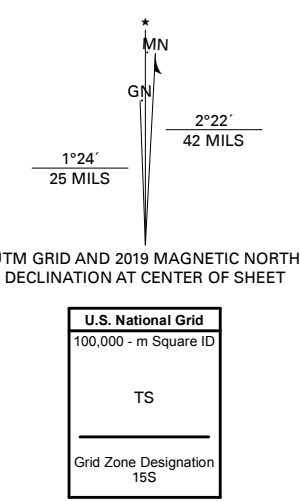 ★
MN
GN
2°22´
42 MILS
1°24´
25 MILS
UTM GRID AND 2019 MAGNETIC NORTH
DECLINATION AT CENTER OF SHEET
U.S. National Grid
100,000 - m Square ID
TS
Grid Zone Designation
15S